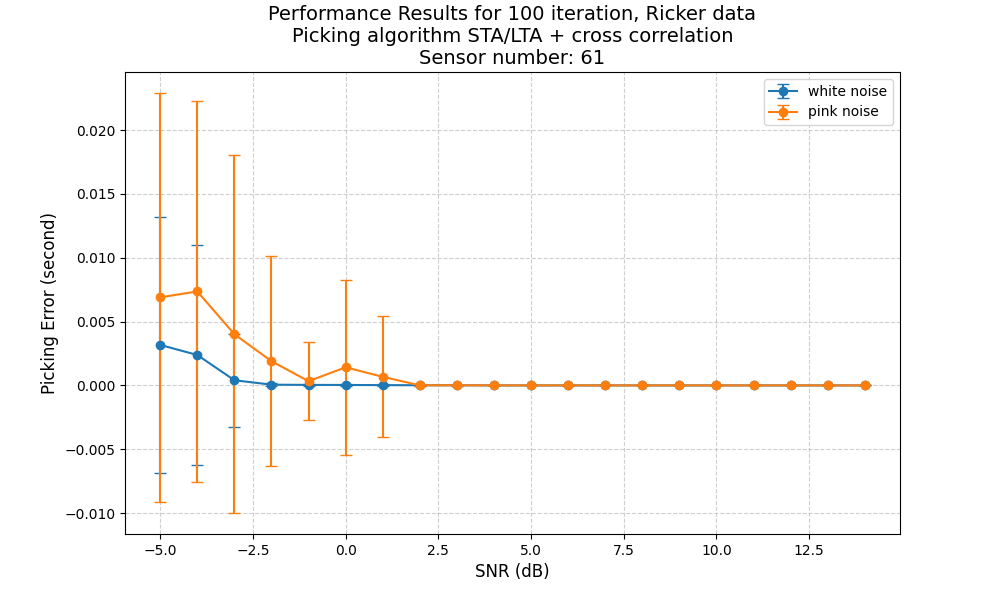 Performance Results for 100 iteration, Ricker data
Picking algorithm STA/LTA + cross correlation
Sensor number: 61
white noise
pink noise
Picking Error (second)
0.020
0.015
0.010
0.005
0.000
−0.005
−0.010
−5.0 −2.5 0.0 2.5 5.0 7.5 10.0 12.5
SNR (dB)